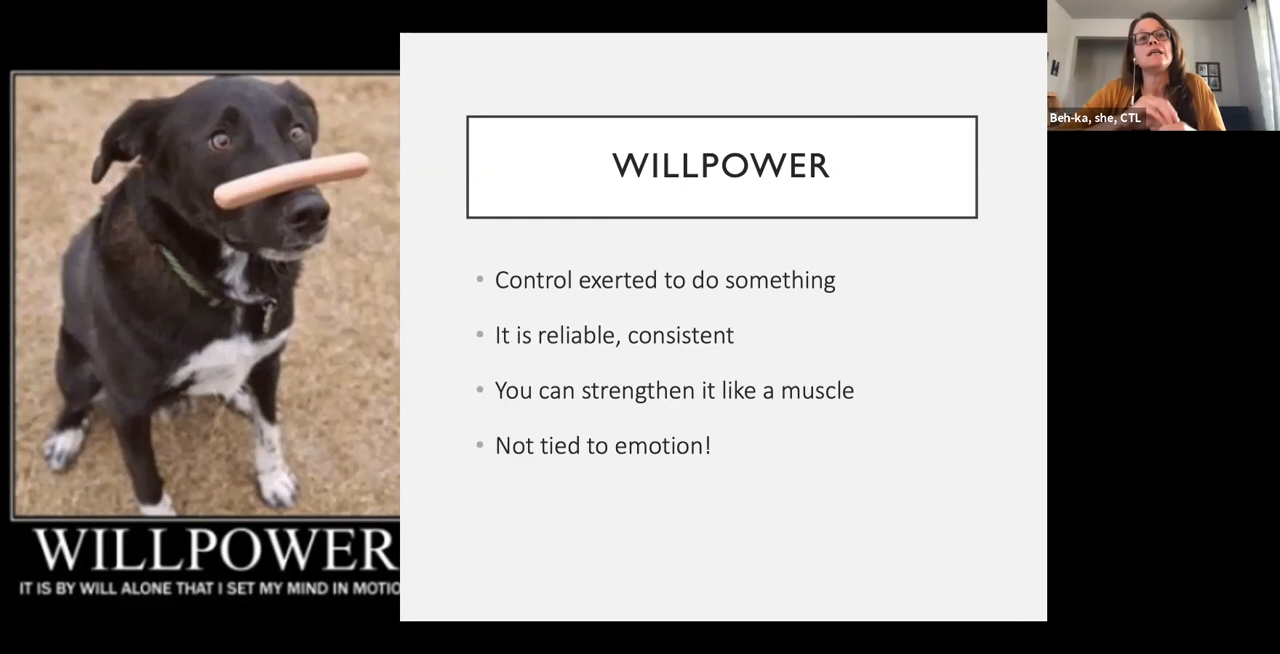 WILLPOWER
IT IS BY WILL ALONE THAT I SET MY MIND IN MOTIO
WILLPOWER
• Control exerted to do something
• It is reliable, consistent
• You can strengthen it like a muscle
• Not tied to emotion!
Beh-ka, she, CTL